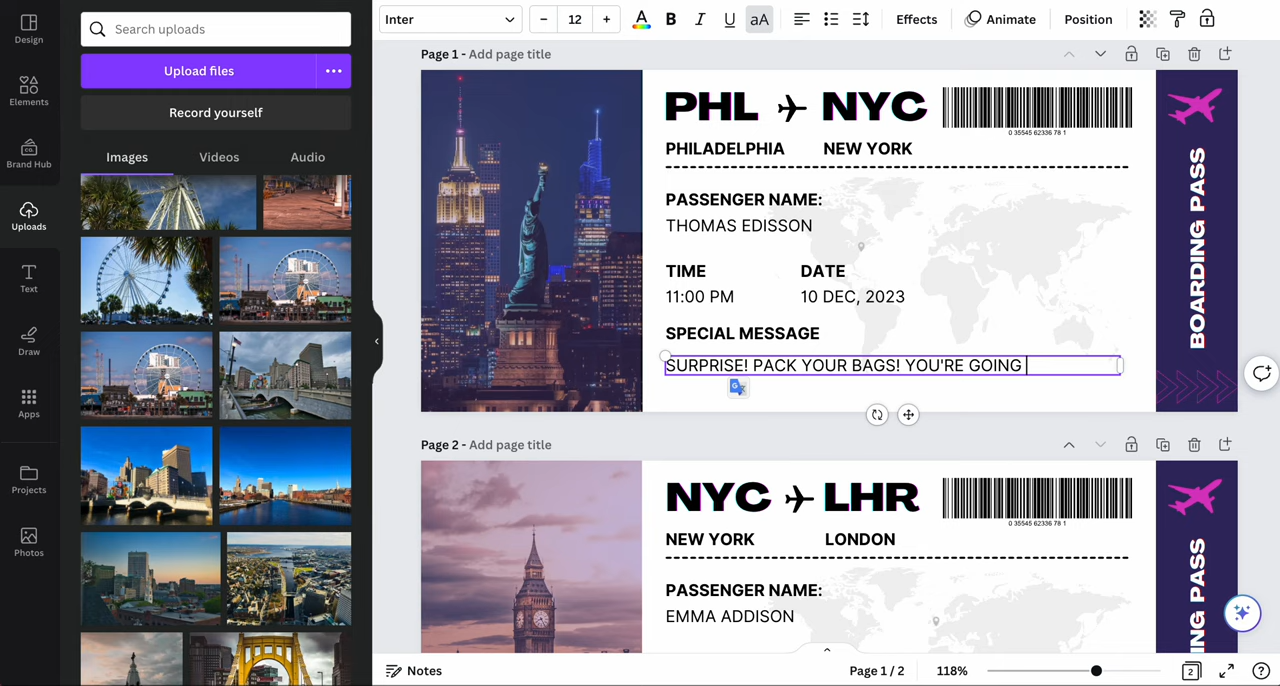 Design
Elements
Brand Hub
Uploads
Text
Draw
Apps
Projects
Photos
Search uploads
Upload files
Record yourself
Images
Videos
Audio
Inter
− 12 +
A B I U aA
Effects
Animate
Position
Page 1 - Add page title
PHL NYC
0 35545 62336 78 1
PHILADELPHIA NEW YORK
PASSENGER NAME:
THOMAS EDISSON
TIME DATE
11:00 PM 10 DEC, 2023
SPECIAL MESSAGE
SURPRISE! PACK YOUR BAGS! YOU'RE GOING
BOARDING PASS
Page 2 - Add page title
NYC LHR
0 35545 62336 78 1
NEW YORK LONDON
PASSENGER NAME:
EMMA ADDISON
ING PASS
Notes
Page 1 / 2
118%
2
?